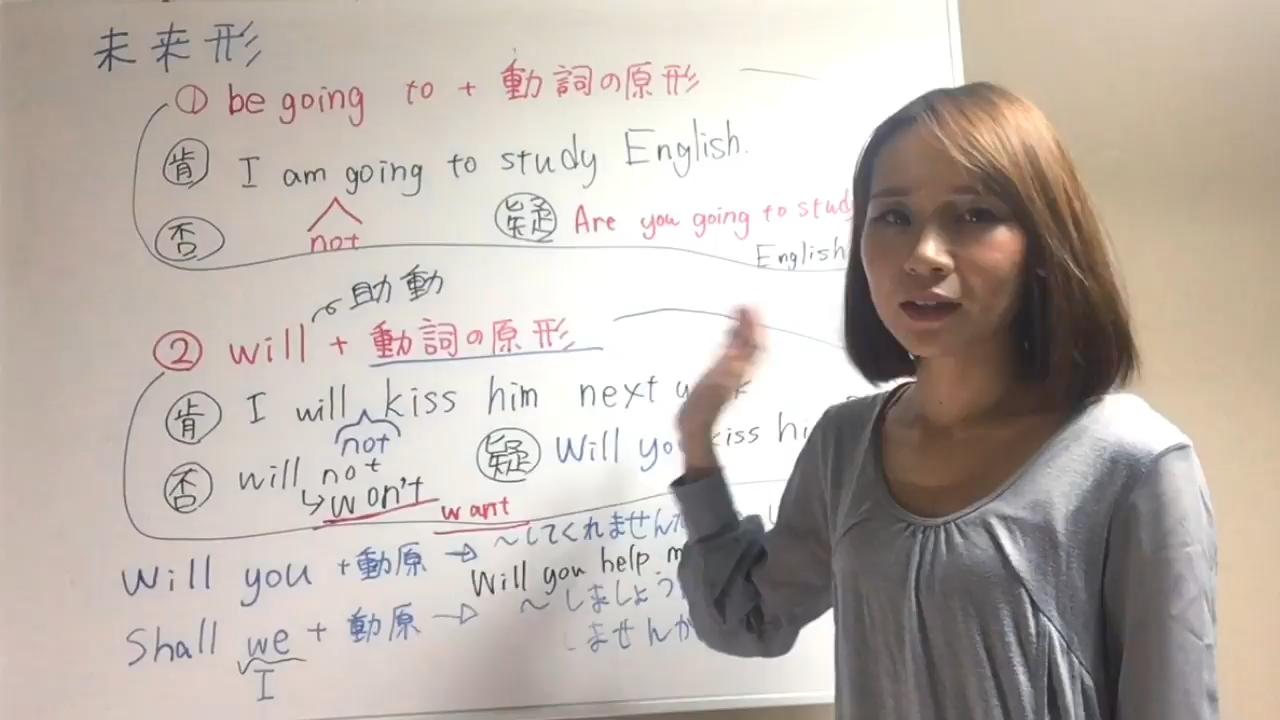 未来形
① be going to + 動詞の原形
肯 I am going to study English.
否 not
疑 Are you going to study
English
助動
② will + 動詞の原形
肯 I will kiss him next
not
否 will not
→ won't want
疑 Will you kiss
Will you + 動原 → 〜してくれません
Will you help
Shall we + 動原 → 〜しましょう
しませんか
I